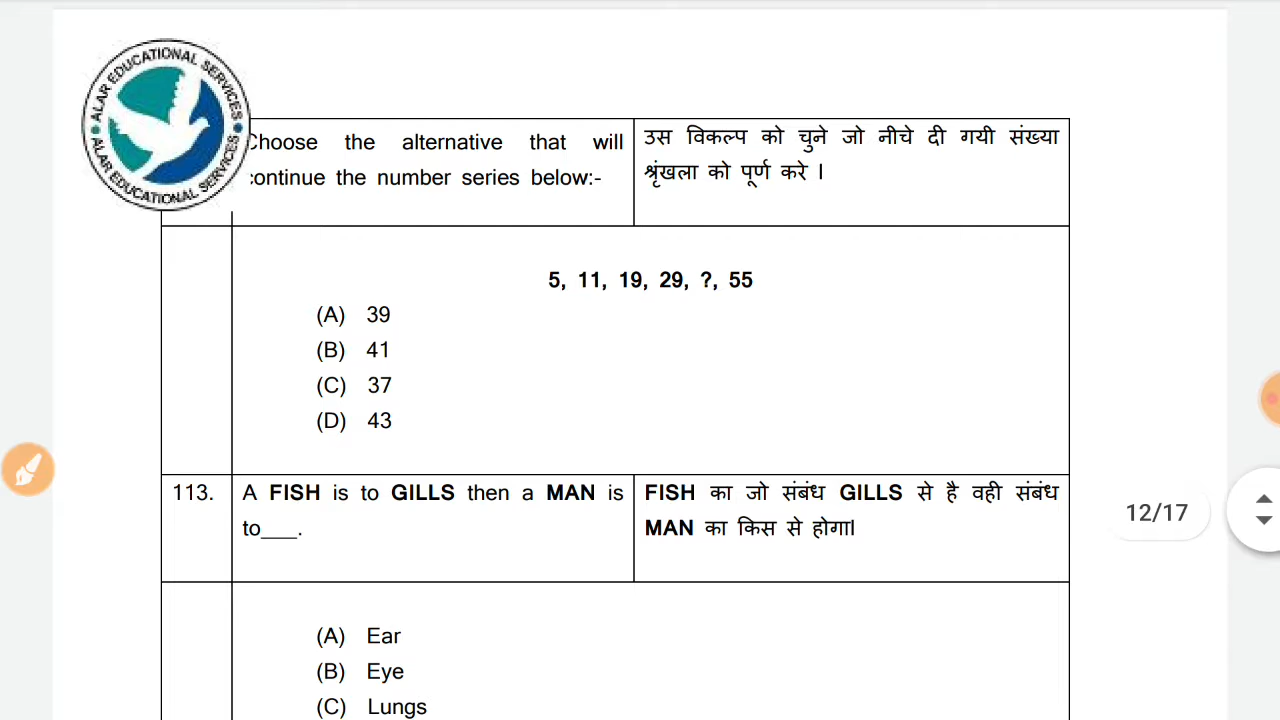 • ALAR EDUCATIONAL SERVICES •
ALAR EDUCATIONAL SERVICES
Choose the alternative that will
continue the number series below:-
उस विकल्प को चुने जो नीचे दी गयी संख्या
श्रृंखला को पूर्ण करे ।
5, 11, 19, 29, ?, 55
(A) 39
(B) 41
(C) 37
(D) 43
113.
A FISH is to GILLS then a MAN is
to___.
FISH का जो संबंध GILLS से है वही संबंध
MAN का किस से होगा।
12/17
(A) Ear
(B) Eye
(C) Lungs